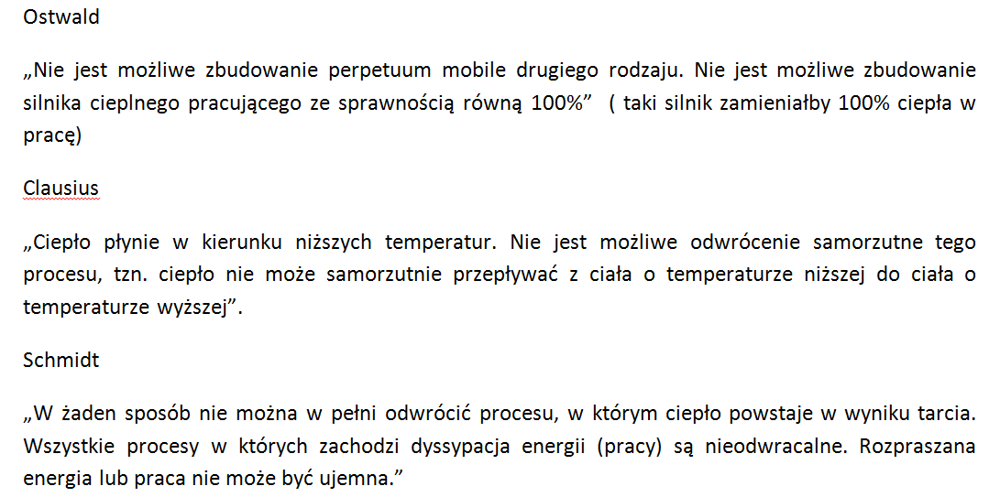 Ostwald
„Nie jest możliwe zbudowanie perpetuum mobile drugiego rodzaju. Nie jest możliwe zbudowanie
silnika cieplnego pracującego ze sprawnością równą 100%” ( taki silnik zamieniałby 100% ciepła w
pracę)
Clausius
„Ciepło płynie w kierunku niższych temperatur. Nie jest możliwe odwrócenie samorzutne tego
procesu, tzn. ciepło nie może samorzutnie przepływać z ciała o temperaturze niższej do ciała o
temperaturze wyższej”.
Schmidt
„W żaden sposób nie można w pełni odwrócić procesu, w którym ciepło powstaje w wyniku tarcia.
Wszystkie procesy w których zachodzi dyssypacja energii (pracy) są nieodwracalne. Rozpraszana
energia lub praca nie może być ujemna.”